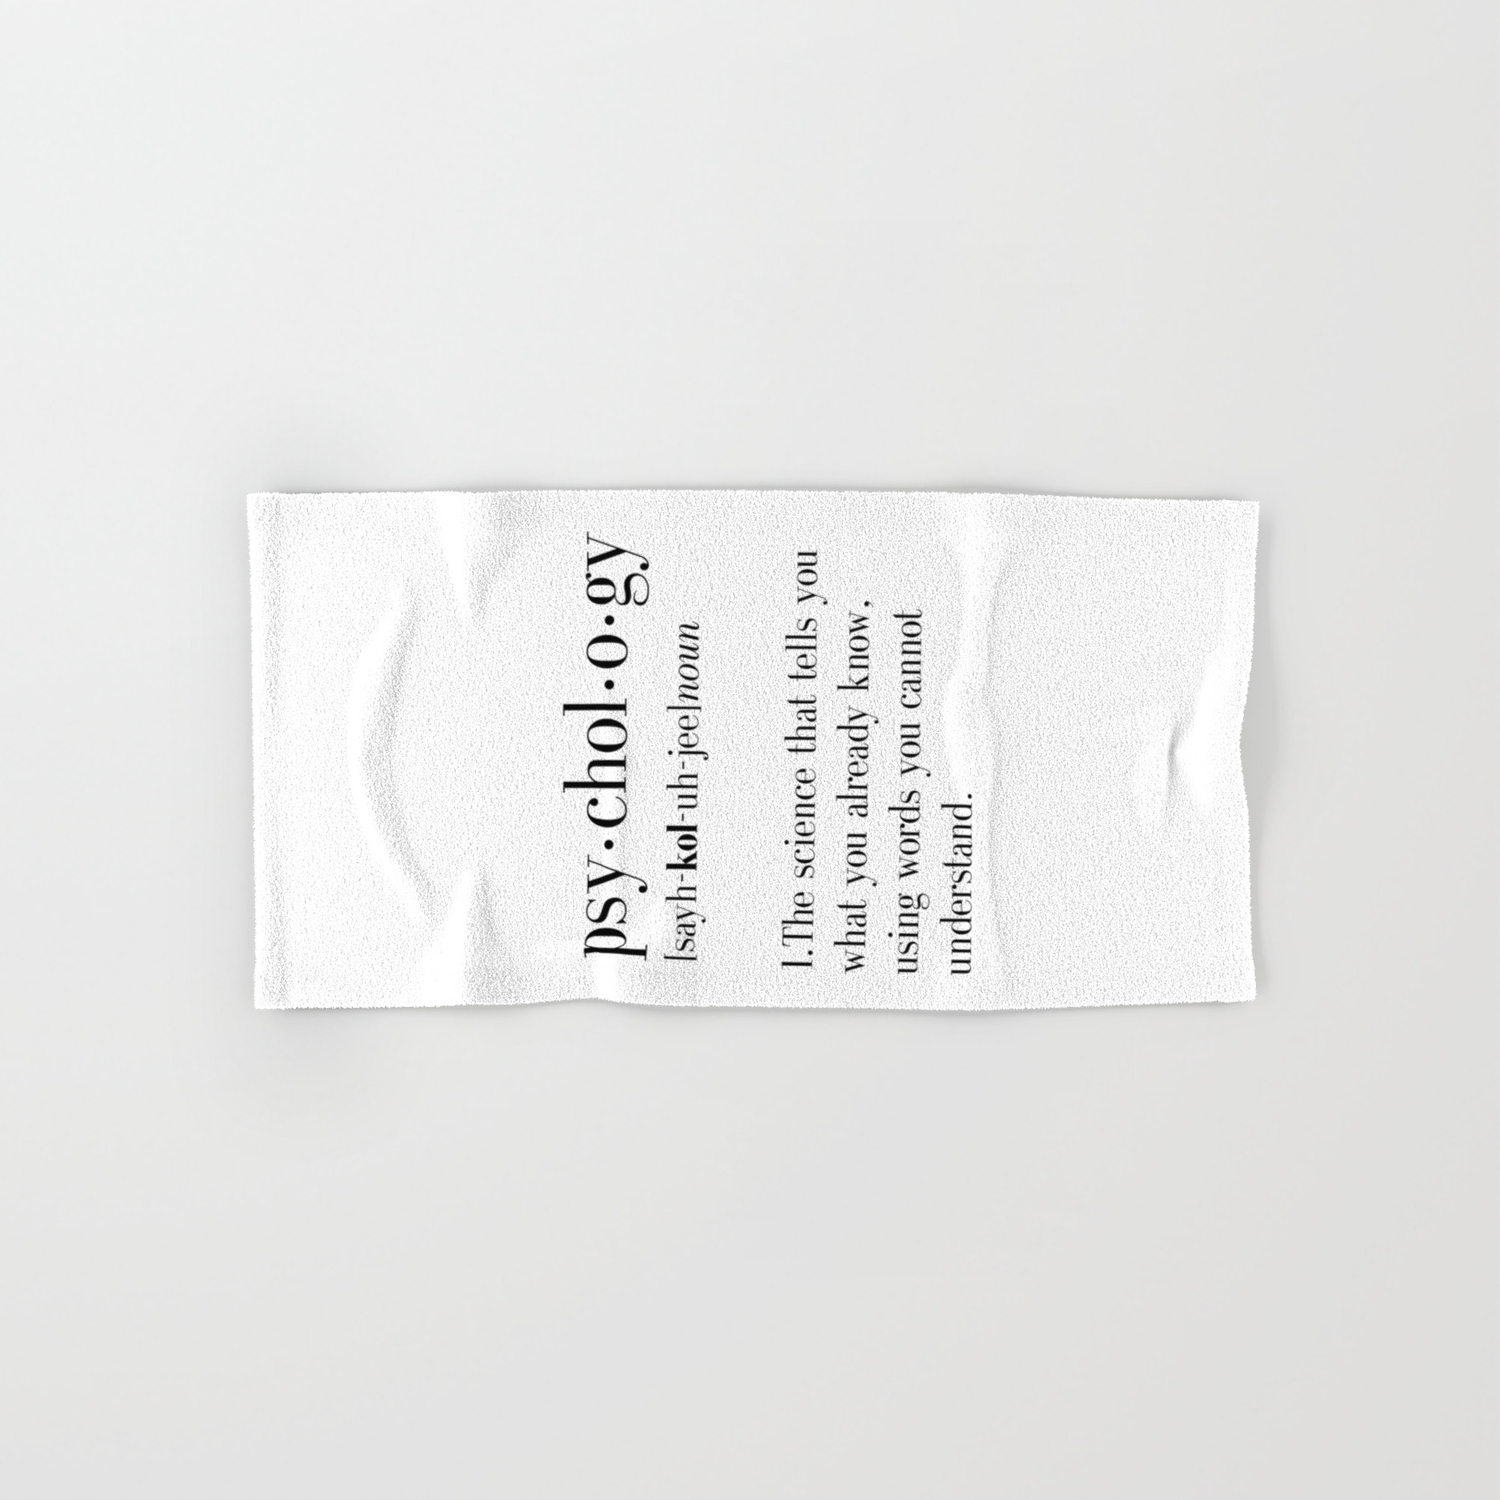 psy·chol·o·gy
[sayh-kol-uh-jee]noun
1.The science that tells you
what you already know,
using words you cannot
understand.